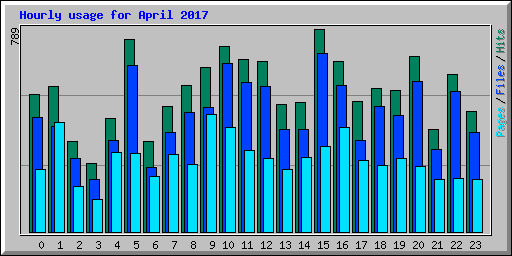 Hourly usage for April 2017
789
Pages/Files/Hits
0 1 2 3 4 5 6 7 8 9 10 11 12 13 14 15 16 17 18 19 20 21 22 23